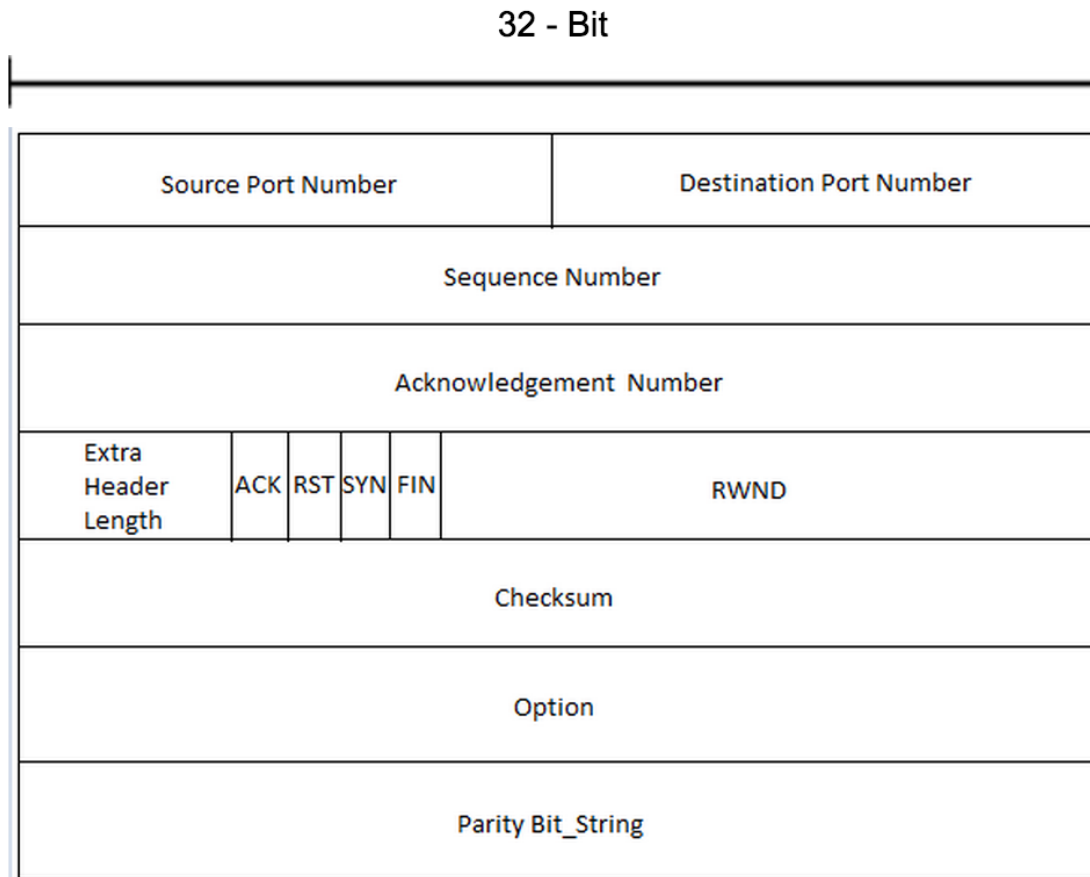 32 - Bit
Source Port Number
Destination Port Number
Sequence Number
Acknowledgement Number
Extra
Header
Length
ACK
RST
SYN
FIN
RWND
Checksum
Option
Parity Bit_String